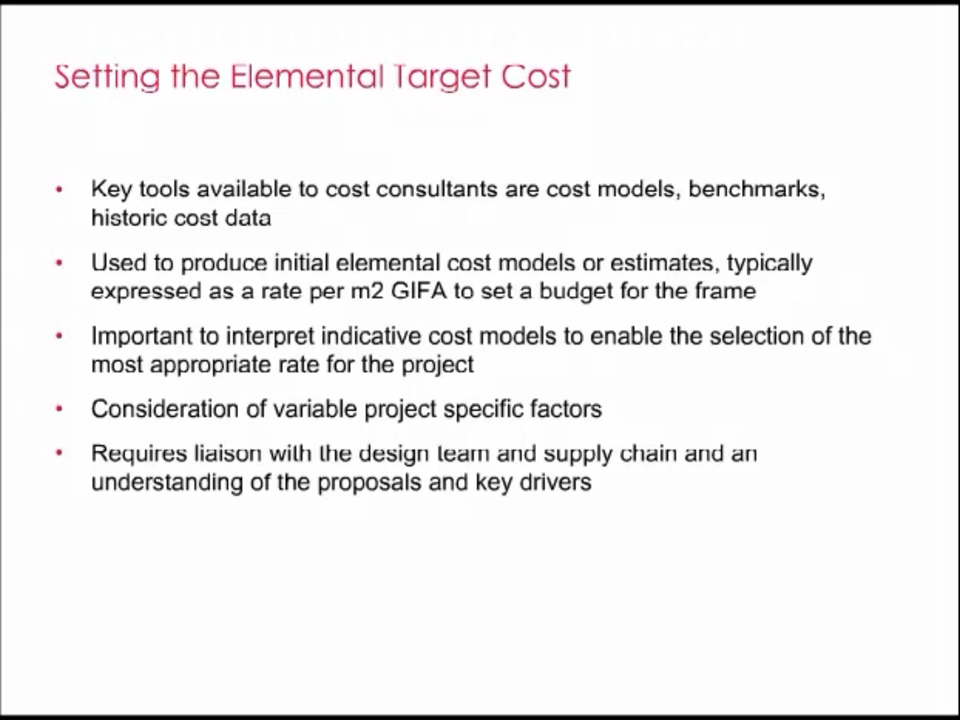 Setting the Elemental Target Cost
• Key tools available to cost consultants are cost models, benchmarks,
historic cost data
• Used to produce initial elemental cost models or estimates, typically
expressed as a rate per m2 GIFA to set a budget for the frame
• Important to interpret indicative cost models to enable the selection of the
most appropriate rate for the project
• Consideration of variable project specific factors
• Requires liaison with the design team and supply chain and an
understanding of the proposals and key drivers